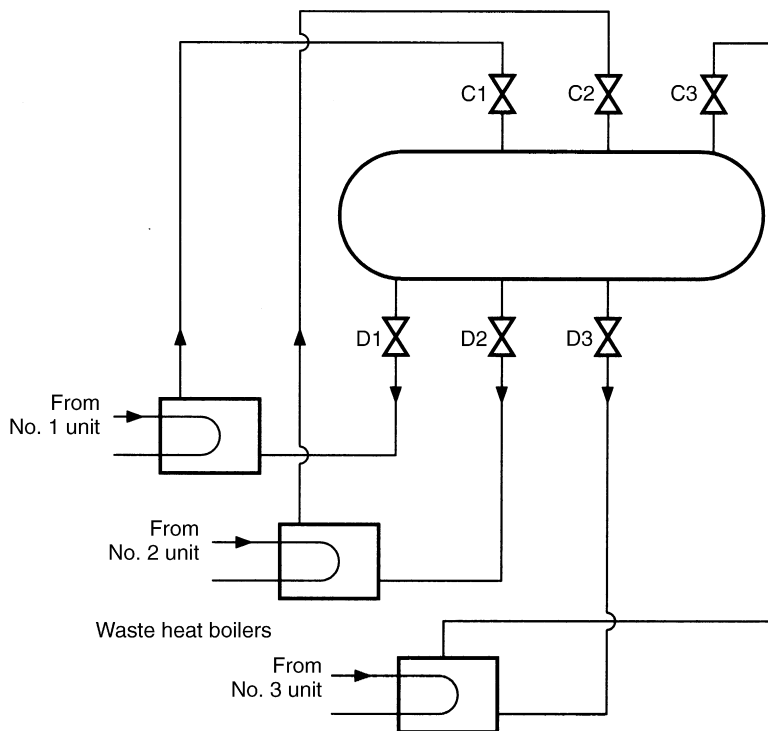 C1
C2
C3
D1
D2
D3
From
No. 1 unit
From
No. 2 unit
Waste heat boilers
From
No. 3 unit